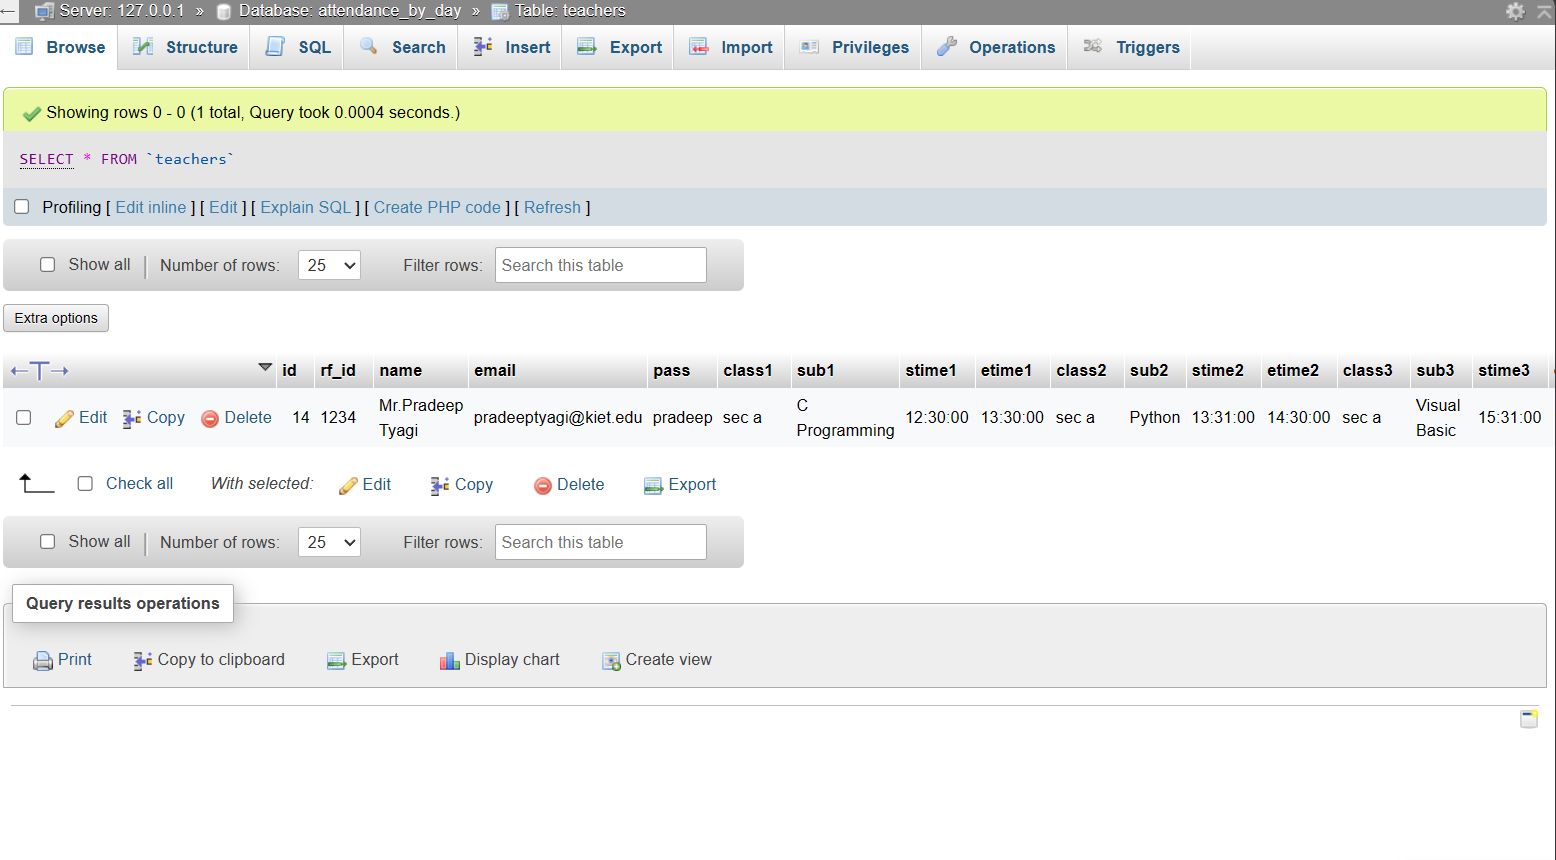 Server: 127.0.0.1 » Database: attendance_by_day » Table: teachers
Browse Structure SQL Search Insert Export Import Privileges Operations Triggers
Showing rows 0 - 0 (1 total, Query took 0.0004 seconds.)
SELECT * FROM `teachers`
Profiling [ Edit inline ] [ Edit ] [ Explain SQL ] [ Create PHP code ] [ Refresh ]
Show all | Number of rows: 25 Filter rows: Search this table
Extra options
id rf_id name email pass class1 sub1 stime1 etime1 class2 sub2 stime2 etime2 class3 sub3 stime3
Edit Copy Delete 14 1234 Mr.Pradeep Tyagi pradeeptyagi@kiet.edu pradeep sec a C Programming 12:30:00 13:30:00 sec a Python 13:31:00 14:30:00 sec a Visual Basic 15:31:00
Check all With selected: Edit Copy Delete Export
Show all | Number of rows: 25 Filter rows: Search this table
Query results operations
Print Copy to clipboard Export Display chart Create view